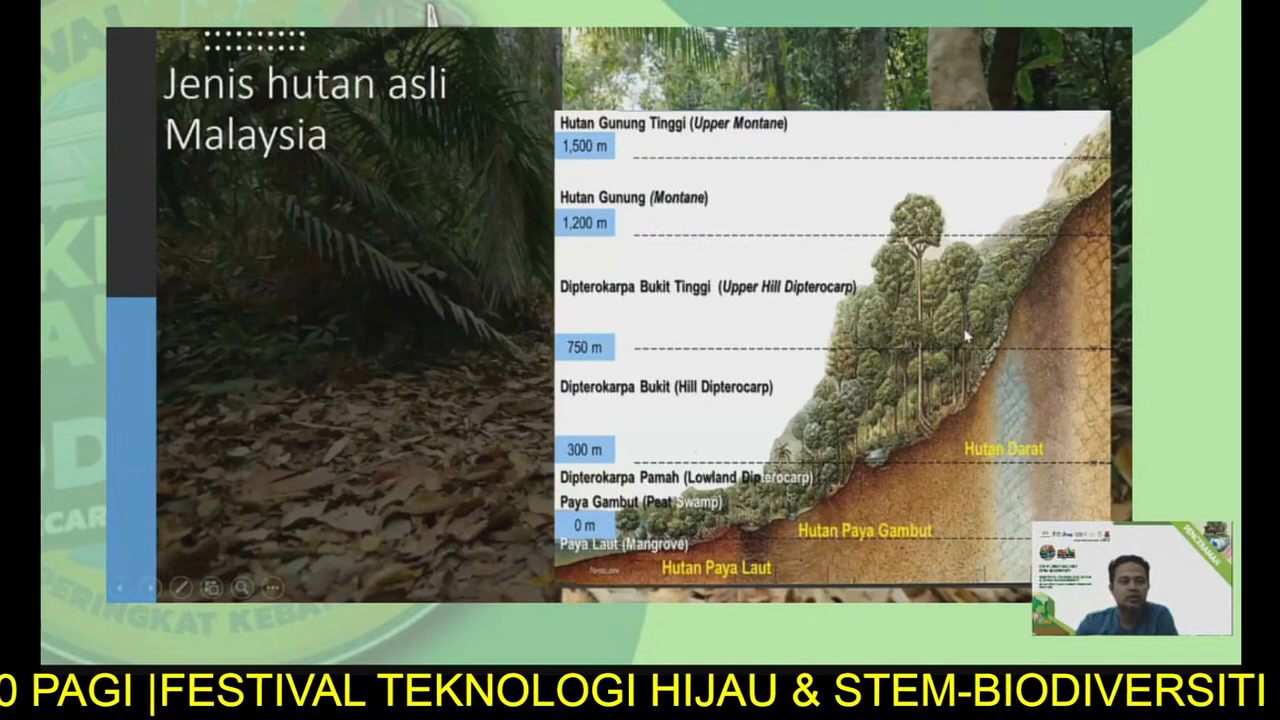 Jenis hutan asli
Malaysia
Hutan Gunung Tinggi (Upper Montane)
1,500 m
Hutan Gunung (Montane)
1,200 m
Dipterokarpa Bukit Tinggi (Upper Hill Dipterocarp)
750 m
Dipterokarpa Bukit (Hill Dipterocarp)
300 m
Hutan Darat
Dipterokarpa Pamah (Lowland Dipterocarp)
Paya Gambut (Peat Swamp)
0 m
Hutan Paya Gambut
Paya Laut (Mangrove)
Hutan Paya Laut
PERINGKAT KEBA
0 PAGI |FESTIVAL TEKNOLOGI HIJAU & STEM-BIODIVERSITI